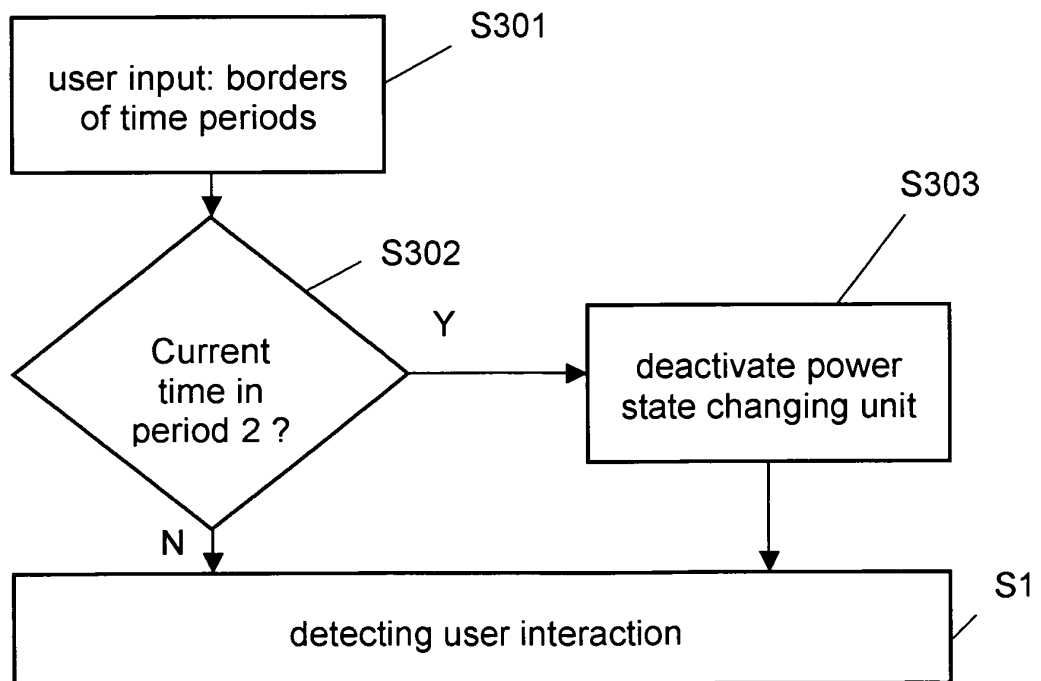 S301
user input: borders
of time periods
S302
S303
Current
time in
period 2 ?
Y
deactivate power
state changing unit
N
S1
detecting user interaction